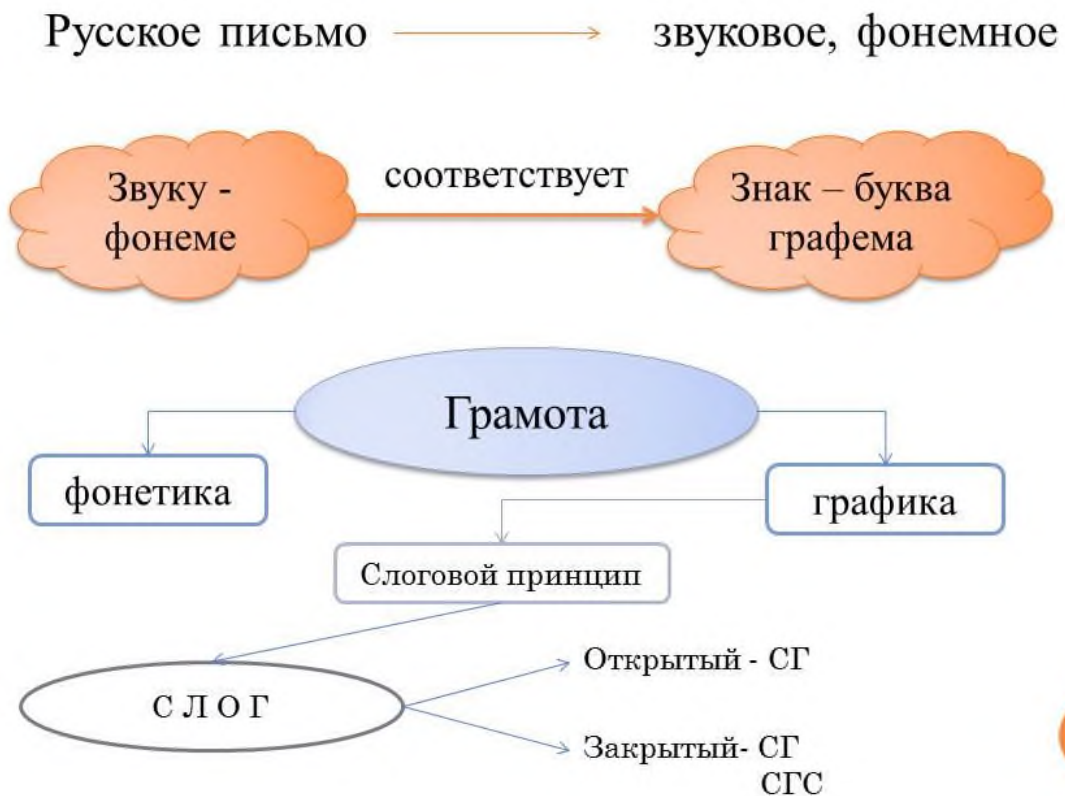 Русское письмо звуковое, фонемное
Звуку -
фонеме
соответствует
Знак – буква
графема
Грамота
фонетика
графика
Слоговой принцип
С Л О Г
Открытый - СГ
Закрытый- СГ
СГС